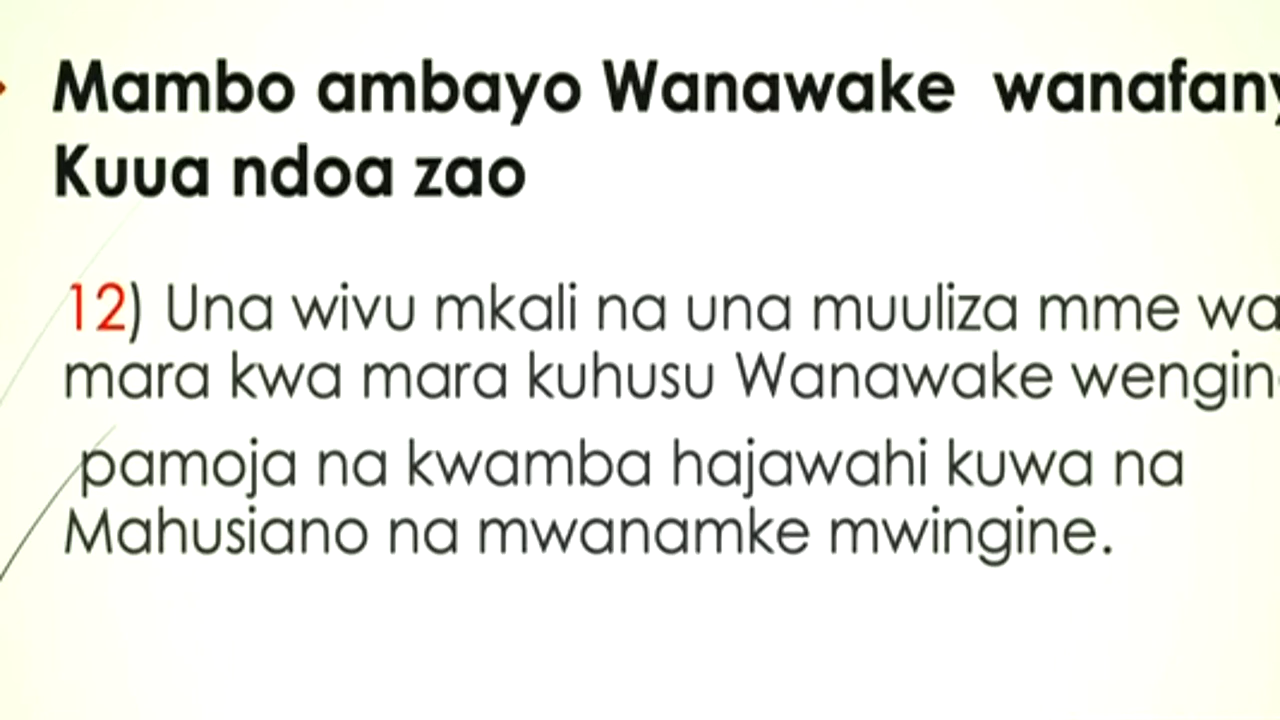 Mambo ambayo Wanawake wanafany
Kuua ndoa zao
12) Una wivu mkali na una muuliza mme wa
mara kwa mara kuhusu Wanawake wengin
pamoja na kwamba hajawahi kuwa na
Mahusiano na mwanamke mwingine.